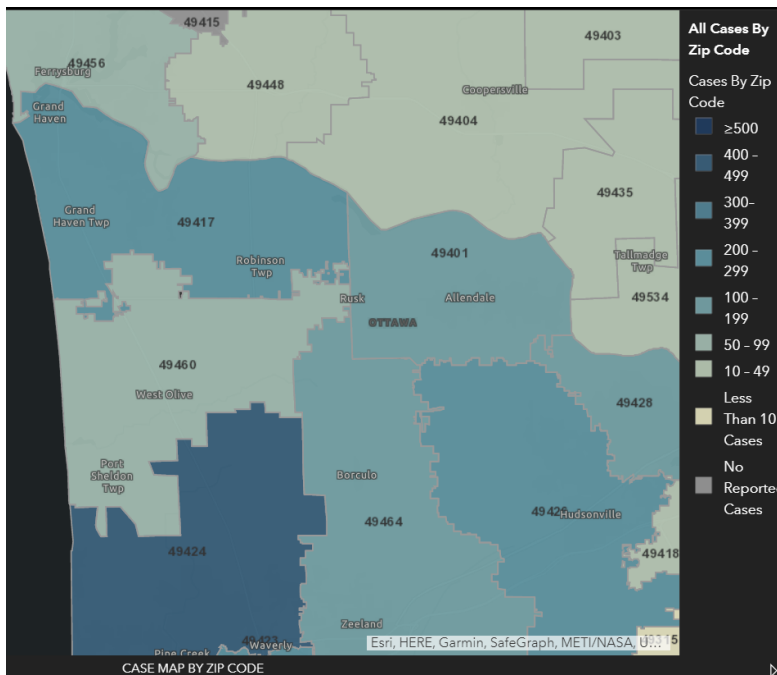 49415
49403
49456
Ferrysburg
49448
Coopersville
Grand
Haven
49404
49435
Grand
Haven Twp
49417
49401
Tallmadge
Twp
Robinson
Twp
Rusk
Allendale
49534
OTTAWA
49460
West Olive
49428
Port
Sheldon
Twp
Borculo
49464
Hudsonville
49424
49418
Zeeland
Waverly
Pine Creek
Esri, HERE, Garmin, SafeGraph, METI/NASA, U...
CASE MAP BY ZIP CODE
All Cases By
Zip Code
Cases By Zip
Code
≥500
400 –
499
300–
399
200 –
299
100 –
199
50 – 99
10 – 49
Less
Than 10
Cases
No
Reported
Cases